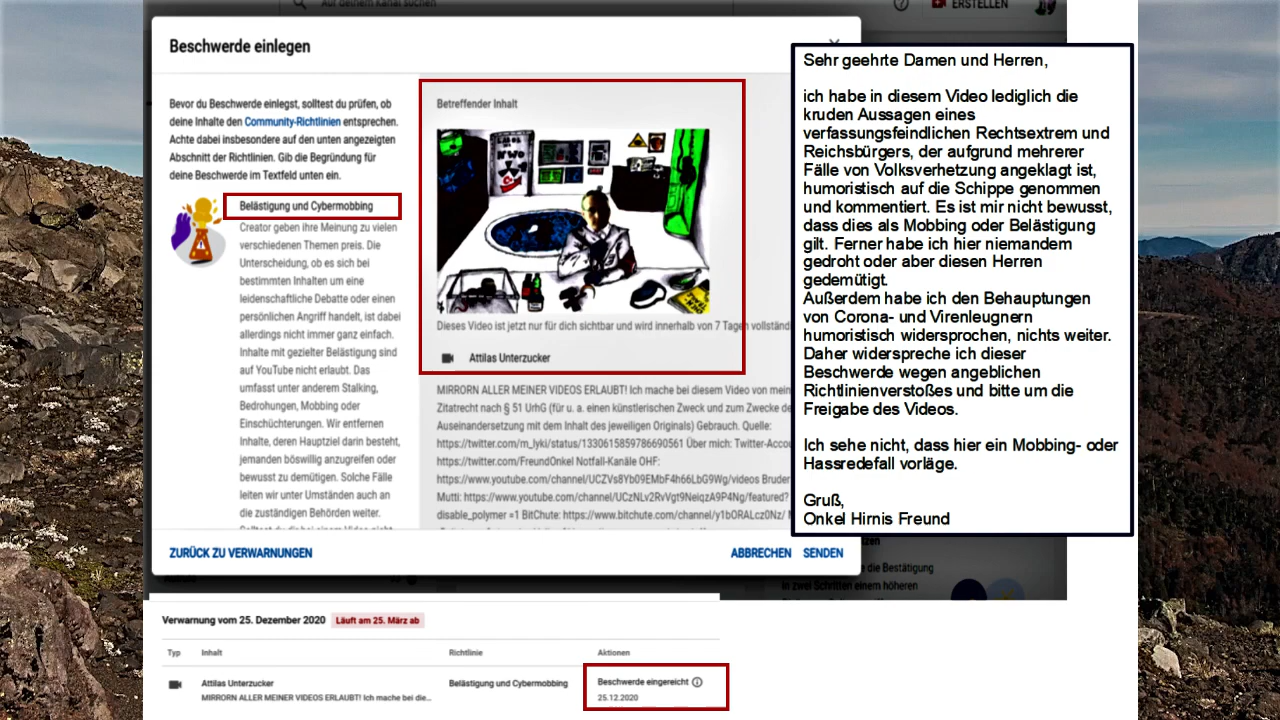 Auf deinem Kanal suchen
ERSTELLEN
Beschwerde einlegen
Bevor du Beschwerde einlegst, solltest du prüfen, ob
deine Inhalte den Community-Richtlinien entsprechen.
Achte dabei insbesondere auf den unten angezeigten
Abschnitt der Richtlinien. Gib die Begründung für
deine Beschwerde im Textfeld unten ein.
Belästigung und Cybermobbing
Creator geben ihre Meinung zu vielen
verschiedenen Themen preis. Die
Unterscheidung, ob es sich bei
bestimmten Inhalten um eine
leidenschaftliche Debatte oder einen
persönlichen Angriff handelt, ist dabei
allerdings nicht immer ganz einfach.
Inhalte mit gezielter Belästigung sind
auf YouTube nicht erlaubt. Das
umfasst unter anderem Stalking,
Bedrohungen, Mobbing oder
Einschüchterungen. Wir entfernen
Inhalte, deren Hauptziel darin besteht,
jemanden böswillig anzugreifen oder
bewusst zu demütigen. Solche Fälle
leiten wir unter Umständen auch an
die zuständigen Behörden weiter.
Betreffender Inhalt
NWO
Dieses Video ist jetzt nur für dich sichtbar und wird innerhalb von 7 Tagen vollständ
Attilas Unterzucker
MIRRORN ALLER MEINER VIDEOS ERLAUBT! Ich mache bei diesem Video von mein
Zitatrecht nach § 51 UrhG (für u. a. einen künstlerischen Zweck und zum Zwecke de
Auseinandersetzung mit dem Inhalt des jeweiligen Originals) Gebrauch. Quelle:
https://twitter.com/m_lyki/status/1330615859786690561 Über mich: Twitter-Accou
https://twitter.com/FreundOnkel Notfall-Kanäle OHF:
https://www.youtube.com/channel/UCZVs8Yb09EMbF4h66LbG9Wg/videos Bruder
Mutti: https://www.youtube.com/channel/UCzNLv2RvVgt9NeiqzA9P4Ng/featured?
disable_polymer =1 BitChute: https://www.bitchute.com/channel/y1bORALcz0Nz/
ZURÜCK ZU VERWARNUNGEN
ABBRECHEN
SENDEN
Sehr geehrte Damen und Herren,
ich habe in diesem Video lediglich die
kruden Aussagen eines
verfassungsfeindlichen Rechtsextrem und
Reichsbürgers, der aufgrund mehrerer
Fälle von Volksverhetzung angeklagt ist,
humoristisch auf die Schippe genommen
und kommentiert. Es ist mir nicht bewusst,
dass dies als Mobbing oder Belästigung
gilt. Ferner habe ich hier niemandem
gedroht oder aber diesen Herren
gedemütigt.
Außerdem habe ich den Behauptungen
von Corona- und Virenleugnern
humoristisch widersprochen, nichts weiter.
Daher widerspreche ich dieser
Beschwerde wegen angeblichen
Richtlinienverstoßes und bitte um die
Freigabe des Videos.
Ich sehe nicht, dass hier ein Mobbing- oder
Hassredefall vorläge.
Gruß,
Onkel Hirnis Freund
e die Bestätigung
in zwei Schritten einem höheren
Verwarnung vom 25. Dezember 2020 Läuft am 25. März ab
Typ Inhalt Richtlinie Aktionen
Attilas Unterzucker Belästigung und Cybermobbing Beschwerde eingereicht
MIRRORN ALLER MEINER VIDEOS ERLAUBT! Ich mache bei die... 25.12.2020